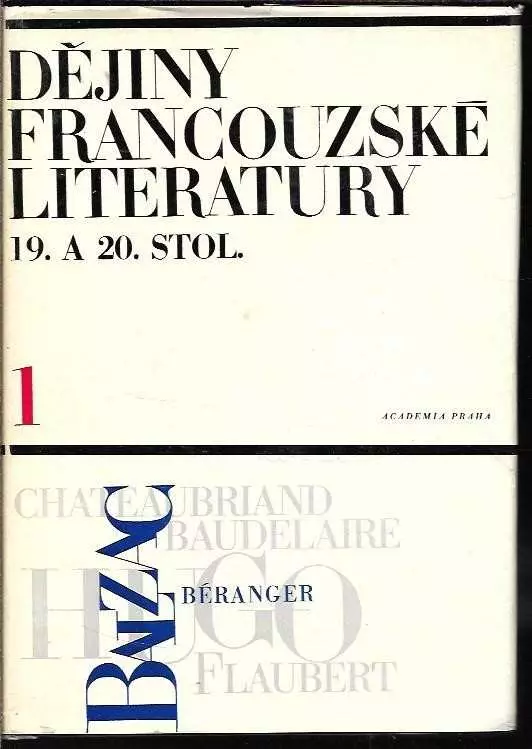 DĚJINY
FRANCOUZSKÉ
LITERATURY
19. A 20. STOL.
1
ACADEMIA PRAHA
CHATEAUBRIAND
BAUDELAIRE
BALZAC
HUGO
BÉRANGER
FLAUBERT